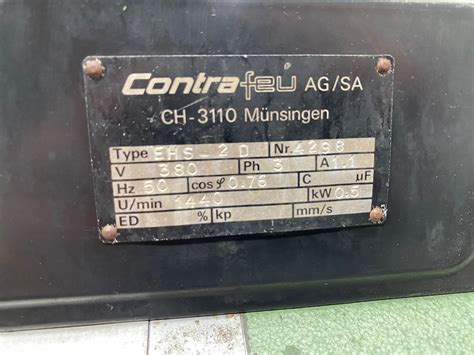 Contrafeu AG/SA
CH-3110 Münsingen
Type EHS-2D Nr. 4298
V 380 Ph 3 A 1.1
Hz 50 cosφ 0.76 C µF
U/min 1440 kW 0.5
ED % kp mm/s